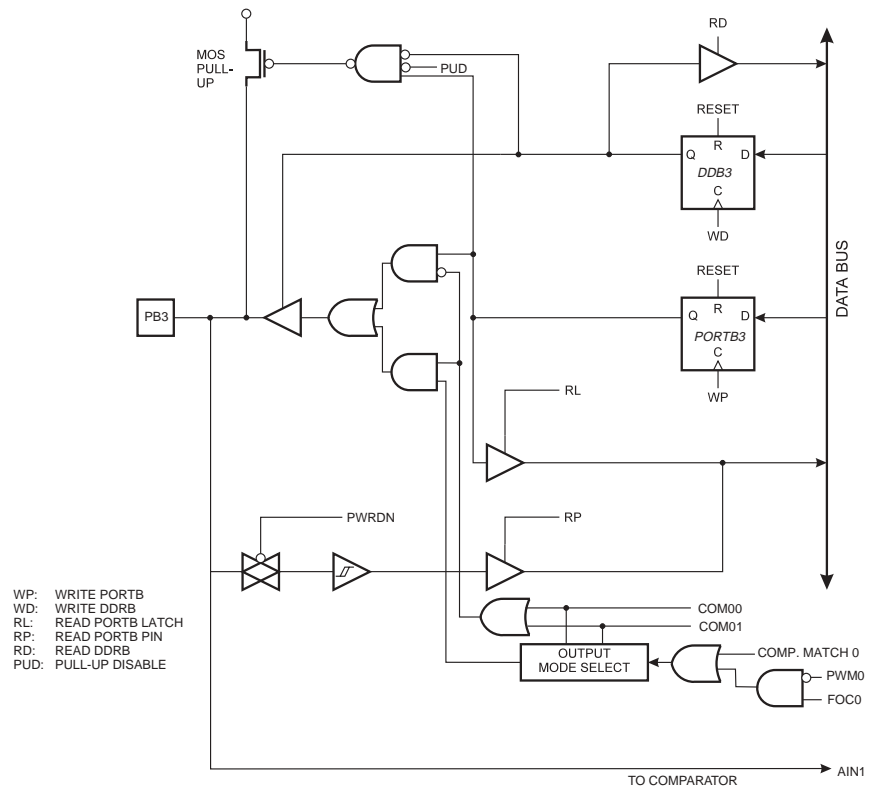 RD
MOS
PULL-
UP
PUD
RESET
R
Q
D
DDB3
C
WD
DATA BUS
RESET
R
PB3
Q
D
PORTB3
C
WP
RL
PWRDN
RP
WP: WRITE PORTB
WD: WRITE DDRB
RL: READ PORTB LATCH
RP: READ PORTB PIN
RD: READ DDRB
PUD: PULL-UP DISABLE
COM00
COM01
OUTPUT
MODE SELECT
COMP. MATCH 0
PWM0
FOC0
TO COMPARATOR
AIN1